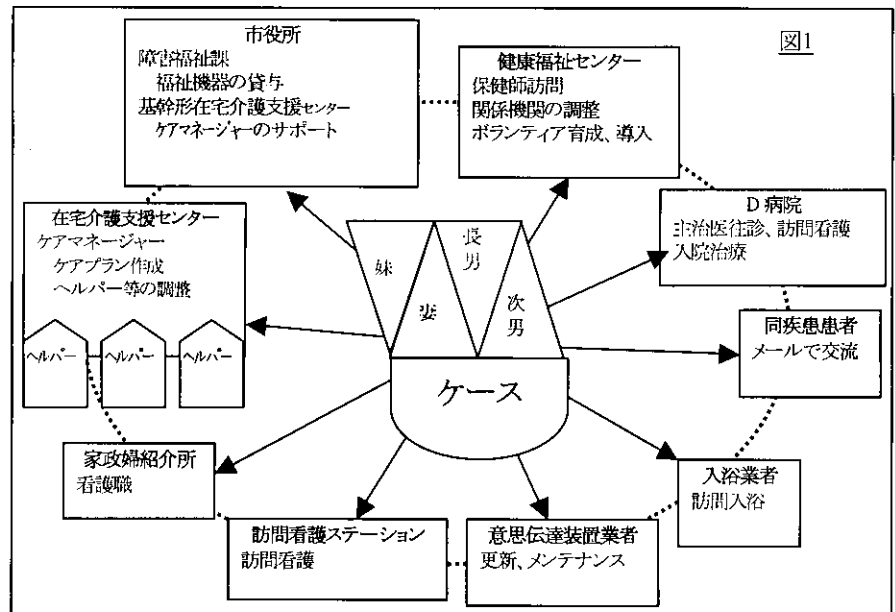 図1
市役所
障害福祉課
福祉機器の貸与
基幹形在宅介護支援センター
ケアマネージャーのサポート
健康福祉センター
保健師訪問
関係機関の調整
ボランティア育成、導入
在宅介護支援センター
ケアマネージャー
ケアプラン作成
ヘルパー等の調整
ヘルパー
ヘルパー
ヘルパー
D病院
主治医往診、訪問看護
入院治療
妹
妻
長男
次男
ケース
同疾患患者
メールで交流
家政婦紹介所
看護職
入浴業者
訪問入浴
訪問看護ステーション
訪問看護
意思伝達装置業者
更新、メンテナンス